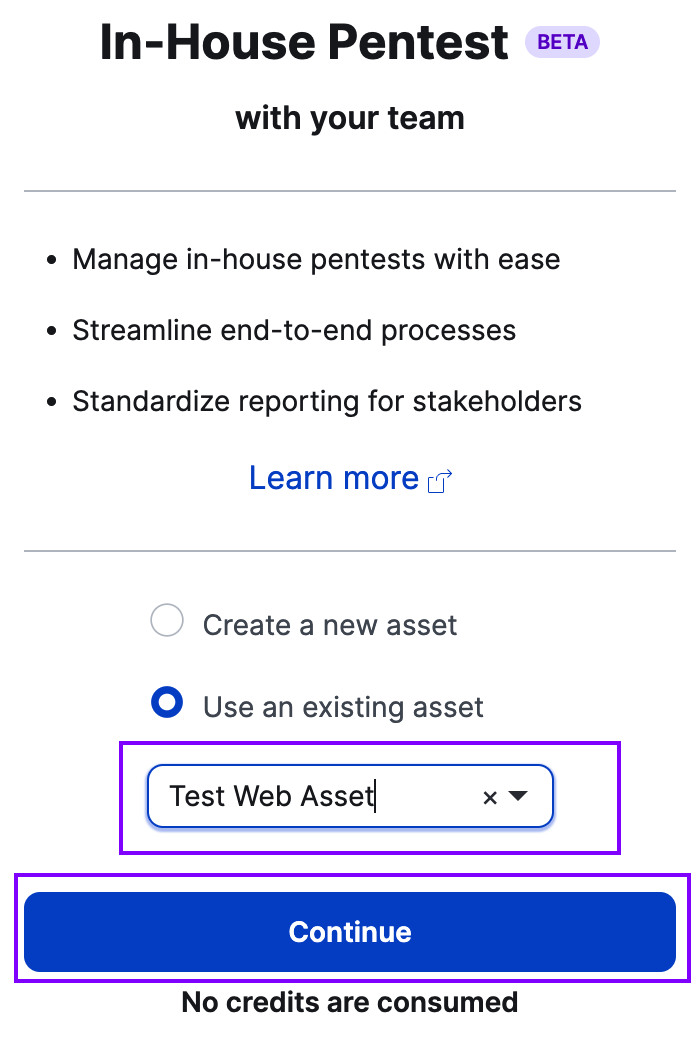 In-House Pentest BETA
with your team
• Manage in-house pentests with ease
• Streamline end-to-end processes
• Standardize reporting for stakeholders
Learn more
Create a new asset
Use an existing asset
Test Web Asset
Continue
No credits are consumed